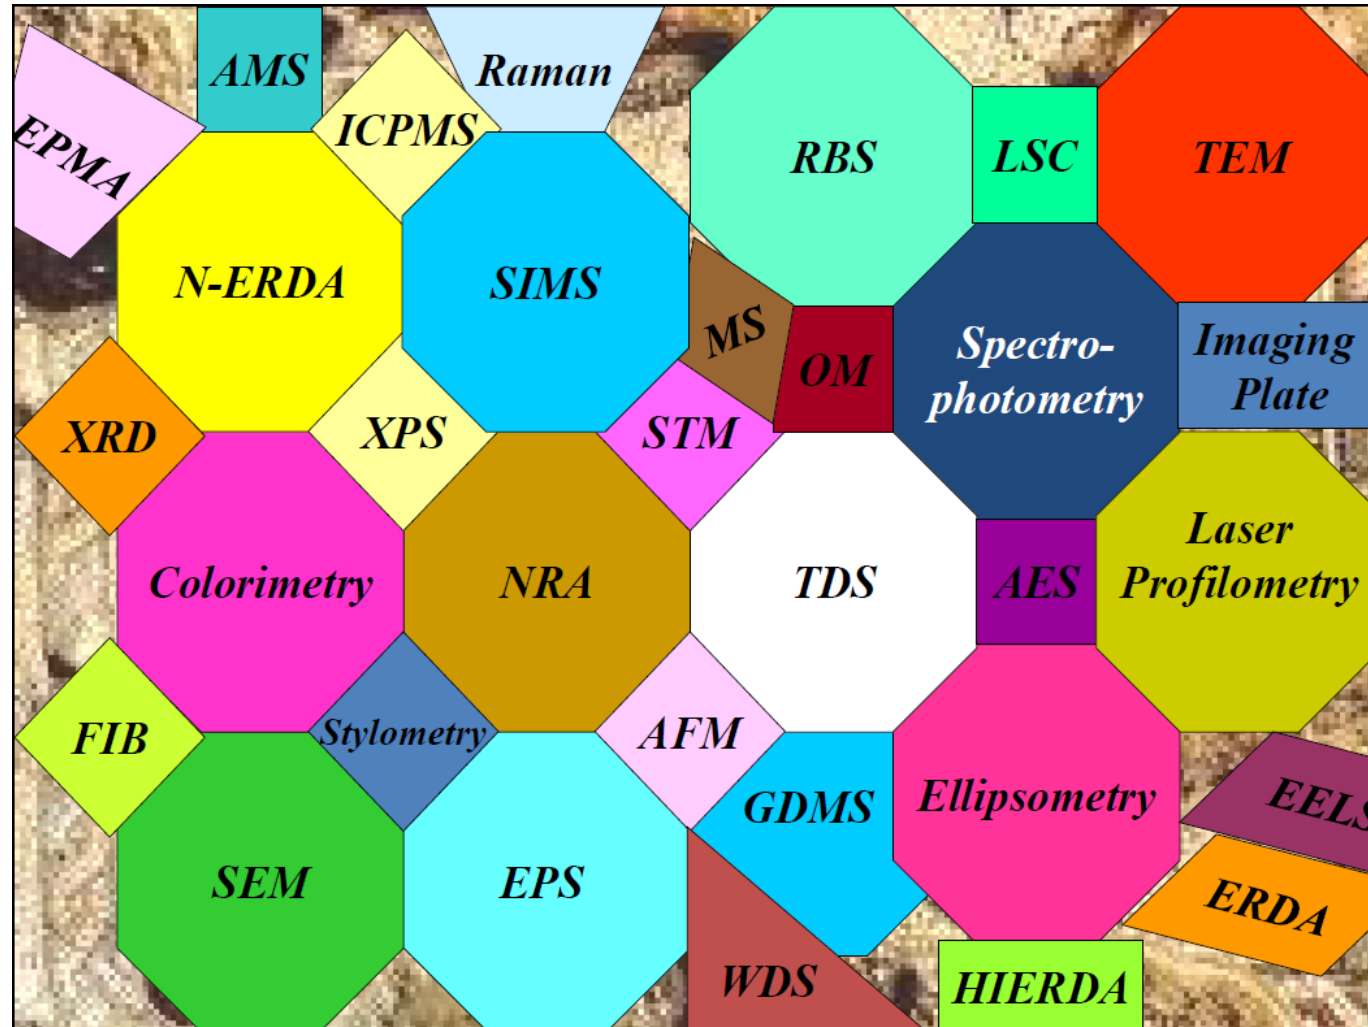 AMS
Raman
EPMA
ICPMS
RBS
LSC
TEM
N-ERDA
SIMS
MS
OM
Spectro-
photometry
Imaging
Plate
XRD
XPS
STM
Colorimetry
NRA
TDS
AES
Laser
Profilometry
FIB
Stylometry
AFM
GDMS
Ellipsometry
EELS
SEM
EPS
ERDA
WDS
HIERDA